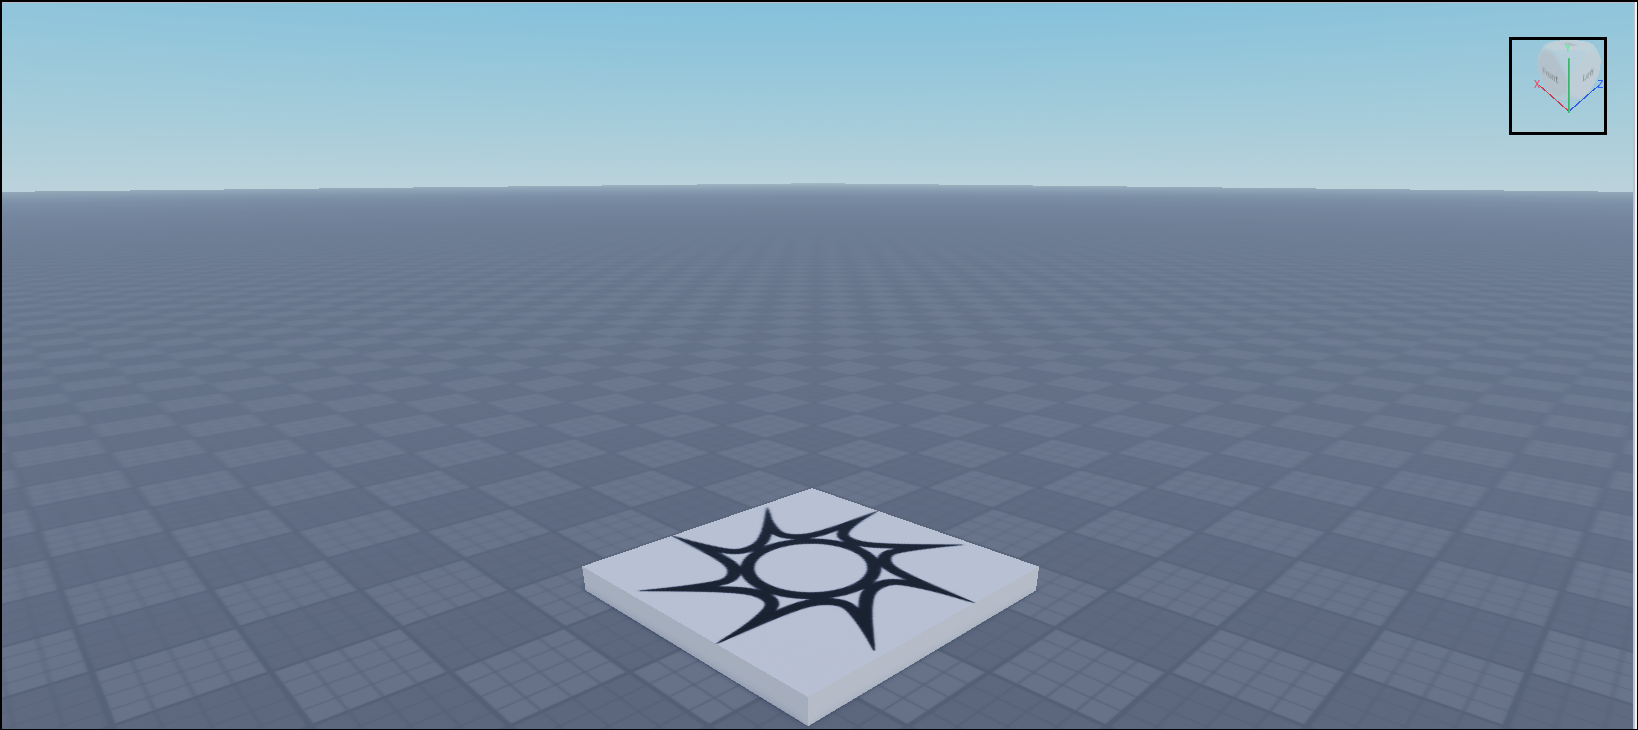 Y
Front Left
X Z